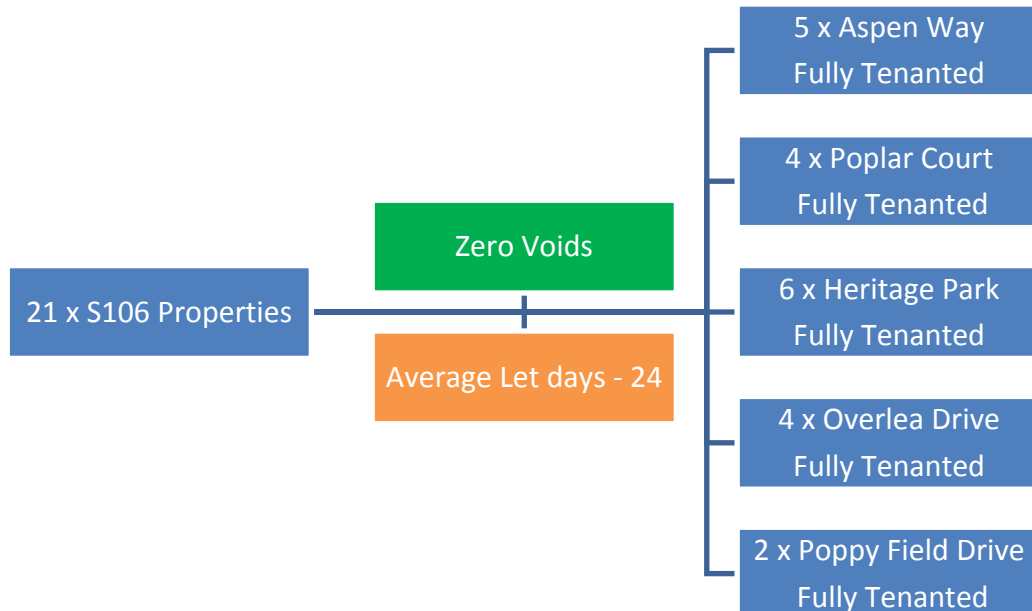 21 x S106 Properties
Zero Voids
Average Let days - 24
5 x Aspen Way
Fully Tenanted
4 x Poplar Court
Fully Tenanted
6 x Heritage Park
Fully Tenanted
4 x Overlea Drive
Fully Tenanted
2 x Poppy Field Drive
Fully Tenanted